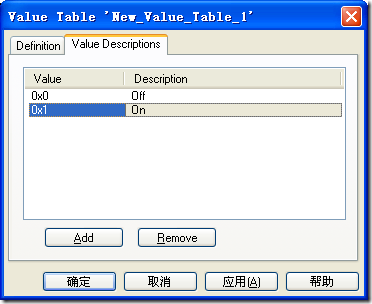 Value Table 'New_Value_Table_1'
Definition Value Descriptions
Value Description
0x0 Off
0x1 On
Add Remove
确定 取消 应用(A) 帮助